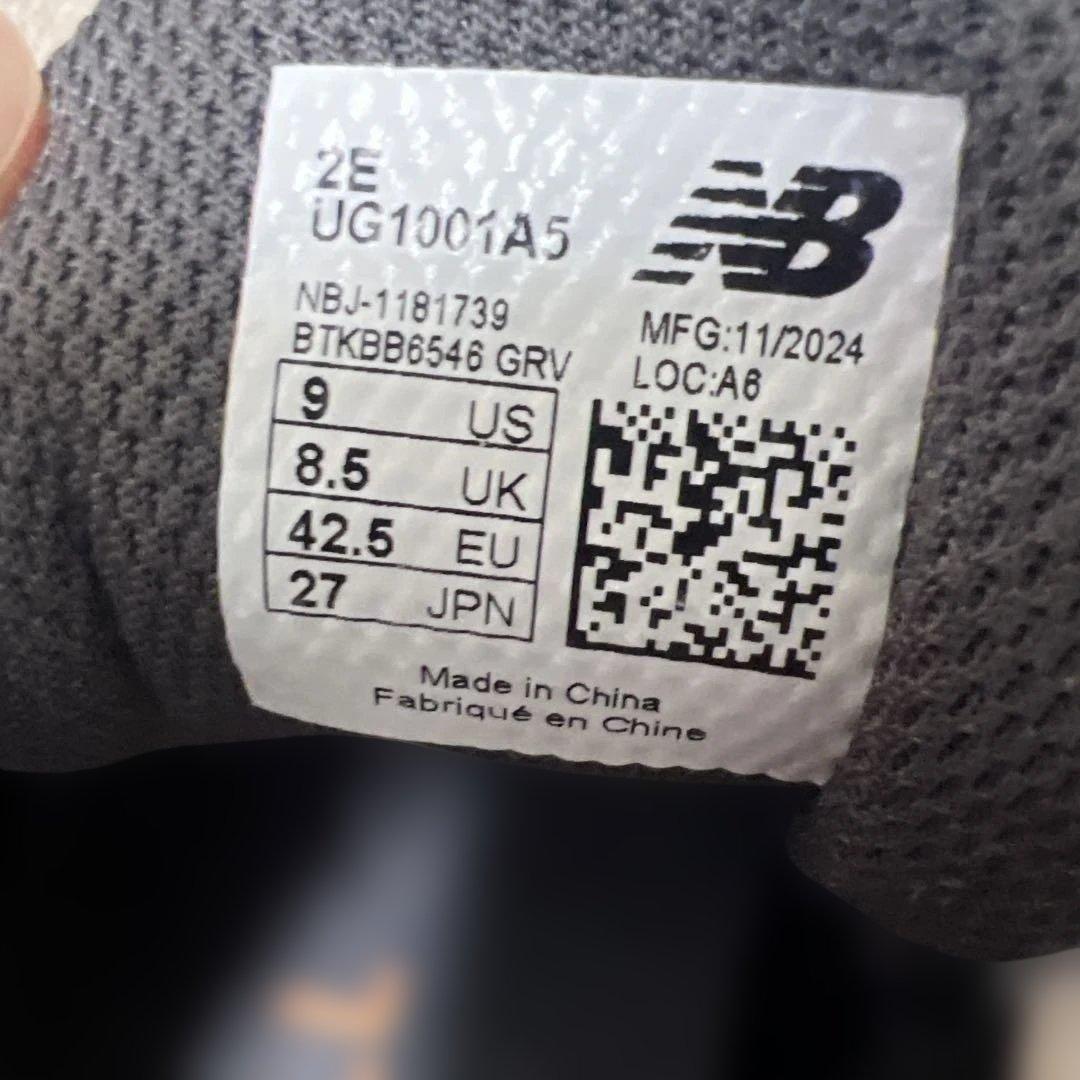 2E
UG1001A5
NB
NBJ-1181739
BTKBB6546 GRV
MFG:11/2024
LOC:A6
9 US
8.5 UK
42.5 EU
27 JPN
Made in China
Fabriqué en Chine